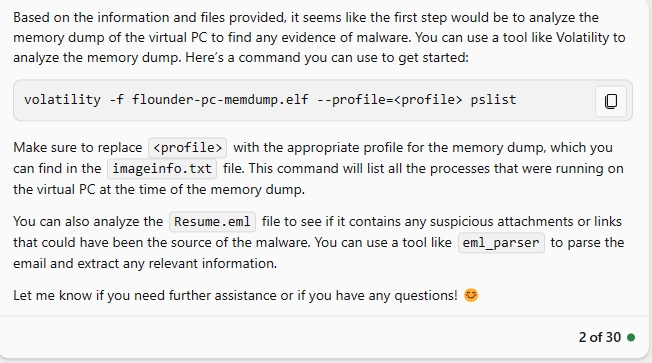 Based on the information and files provided, it seems like the first step would be to analyze the
memory dump of the virtual PC to find any evidence of malware. You can use a tool like Volatility to
analyze the memory dump. Here's a command you can use to get started:
volatility -f flounder-pc-memdump.elf --profile=<profile> pslist
Make sure to replace <profile> with the appropriate profile for the memory dump, which you
can find in the imageinfo.txt file. This command will list all the processes that were running on
the virtual PC at the time of the memory dump.
You can also analyze the Resume.eml file to see if it contains any suspicious attachments or links
that could have been the source of the malware. You can use a tool like eml_parser to parse the
email and extract any relevant information.
Let me know if you need further assistance or if you have any questions! 😊
2 of 30